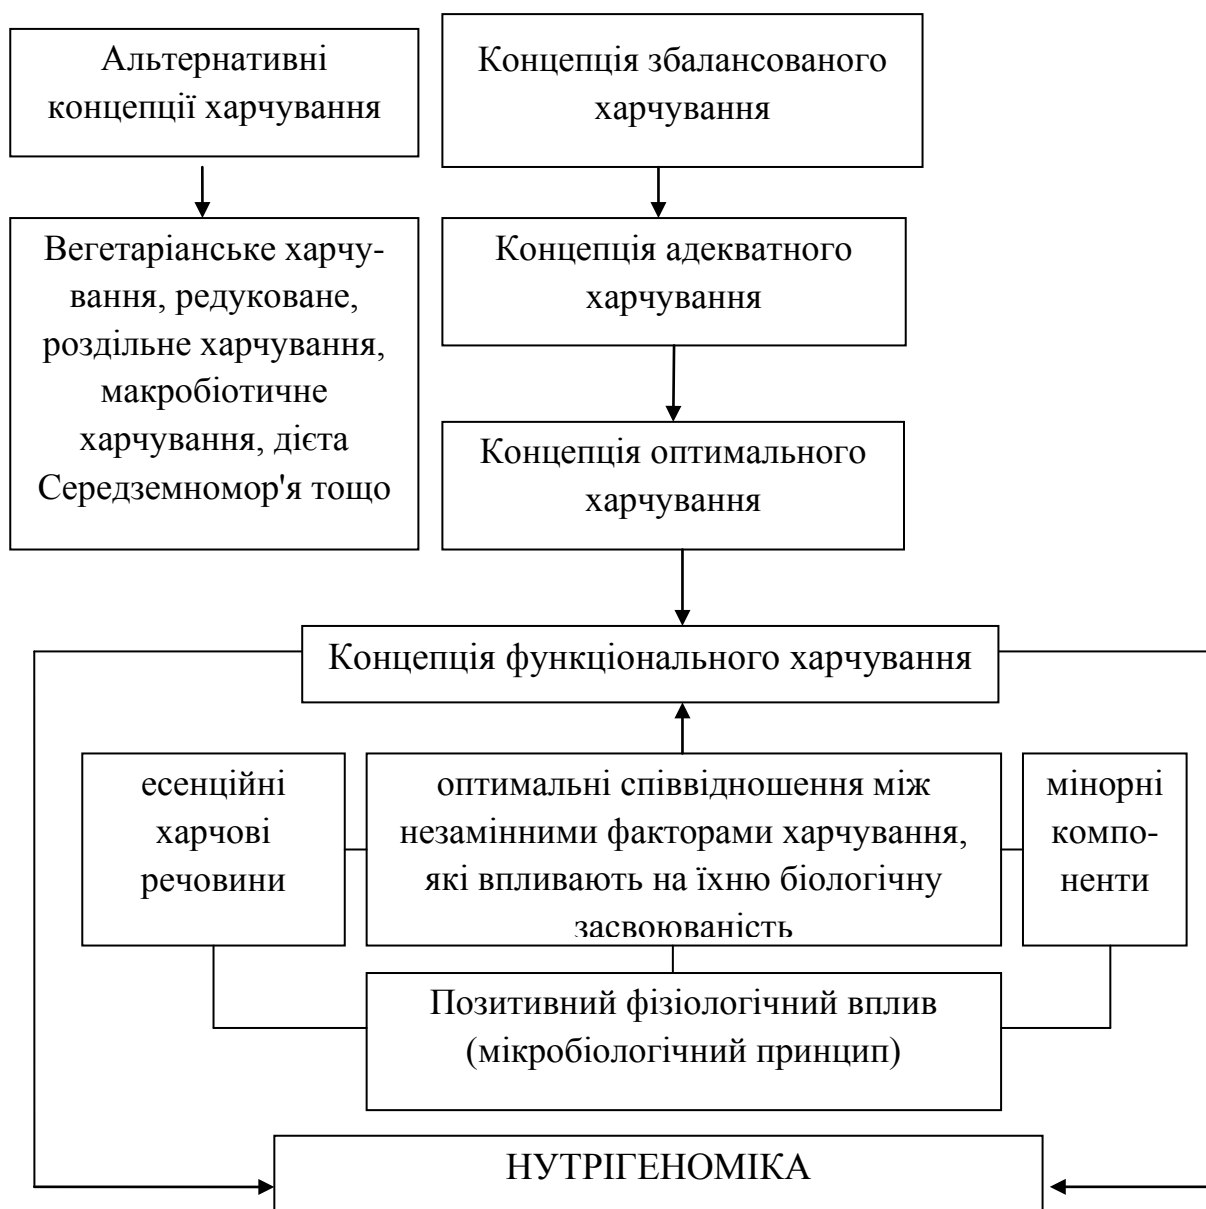 Альтернативні
концепції харчування
Концепція збалансованого
харчування
Вегетаріанське харчу-
вання, редуковане,
роздільне харчування,
макробіотичне
харчування, дієта
Середземномор'я тощо
Концепція адекватного
харчування
Концепція оптимального
харчування
Концепція функціонального харчування
есенційні
харчові
речовини
оптимальні співвідношення між
незамінними факторами харчування,
які впливають на їхню біологічну
засвоюваність
мінорні
компо-
ненти
Позитивний фізіологічний вплив
(мікробіологічний принцип)
НУТРІГЕНОМІКА